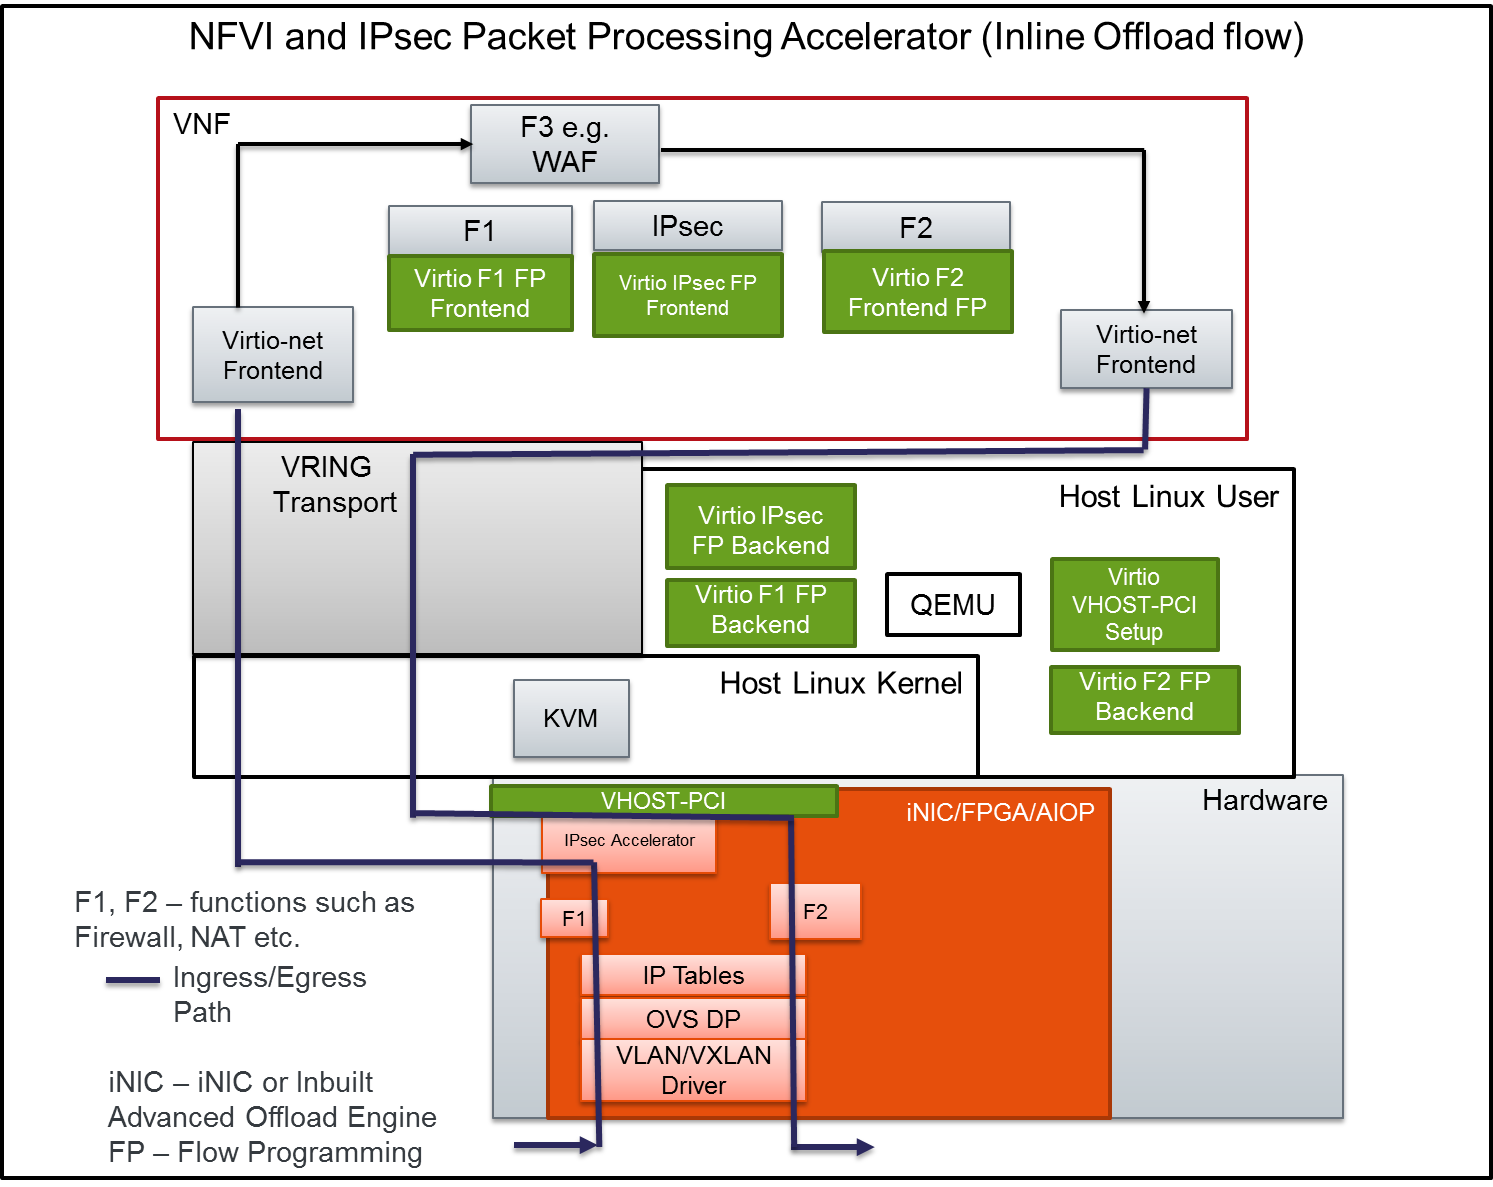 NFVI and IPsec Packet Processing Accelerator (Inline Offload flow)
VNF
F3 e.g.
WAF
F1
IPsec
F2
Virtio F1 FP
Frontend
Virtio IPsec FP
Frontend
Virtio F2
Frontend FP
Virtio-net
Frontend
Virtio-net
Frontend
VRING
Transport
Host Linux User
Virtio IPsec
FP Backend
Virtio F1 FP
Backend
QEMU
Virtio
VHOST-PCI
Setup
Virtio F2 FP
Backend
Host Linux Kernel
KVM
Hardware
VHOST-PCI
iNIC/FPGA/AIOP
IPsec Accelerator
F1
F2
IP Tables
OVS DP
VLAN/VXLAN
Driver
F1, F2 – functions such as
Firewall, NAT etc.
Ingress/Egress
Path
iNIC – iNIC or Inbuilt
Advanced Offload Engine
FP – Flow Programming